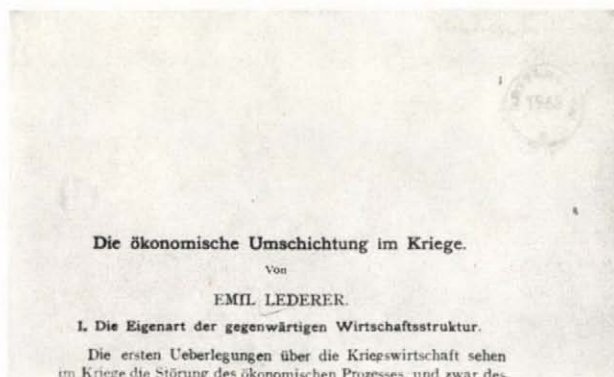 Die ökonomische Umschichtung im Kriege.
Von
EMIL LEDERER.
I. Die Eigenart der gegenwärtigen Wirtschaftsstruktur.
Die ersten Ueberlegungen über die Kriegswirtschaft sehen
im Kriege die Störung des ökonomischen Prozesses, und zwar des